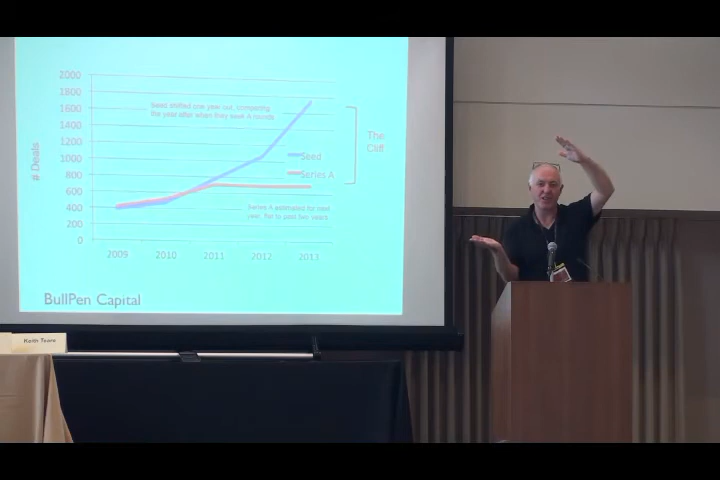 2000
1800
1600
1400
1200
1000
800
600
400
200
0
# Deals
Seed shifted one year out, comparing
the year after when they seek A rounds
The
Cliff
Seed
Series A
Series A estimated for next
year, flat to past two years
2009 2010 2011 2012 2013
BullPen Capital
Keith Teare